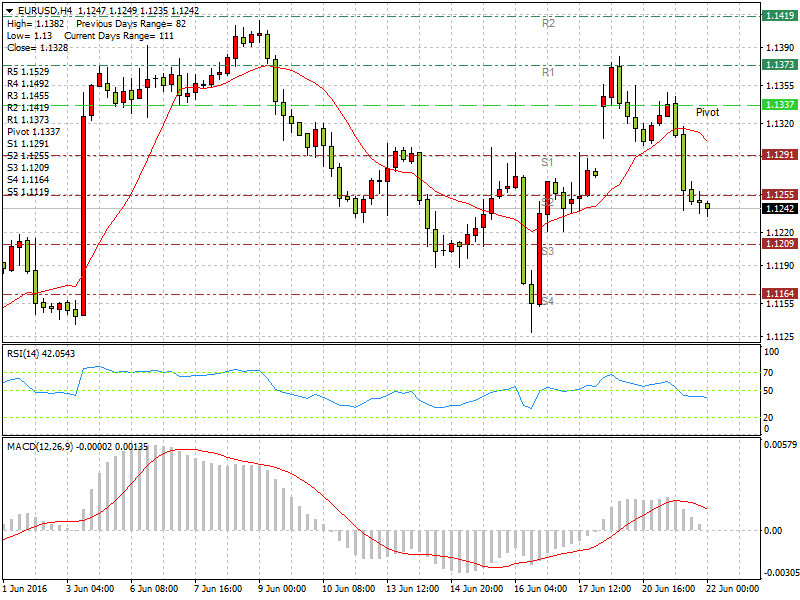 EURUSD,H4 1.1247 1.1249 1.1235 1.1242
High= 1.1382 Previous Days Range= 82
Low= 1.13 Current Days Range= 111
Close= 1.1328
R5 1.1529
R4 1.1492
R3 1.1455
R2 1.1419
R1 1.1373
Pivot 1.1337
S1 1.1291
S2 1.1255
S3 1.1209
S4 1.1164
S5 1.1119
R2
R1
Pivot
S1
S2
S3
S4
1.1419
1.1390
1.1373
1.1355
1.1337
1.1320
1.1291
1.1255
1.1242
1.1220
1.1209
1.1190
1.1164
1.1155
1.1125
RSI(14) 42.0543
100
70
50
20
0
MACD(12,26,9) -0.00002 0.00135
0.00579
0.00
-0.00305
1 Jun 2016 3 Jun 04:00 6 Jun 08:00 7 Jun 16:00 9 Jun 00:00 10 Jun 08:00 13 Jun 12:00 14 Jun 20:00 16 Jun 04:00 17 Jun 12:00 20 Jun 16:00 22 Jun 00:00